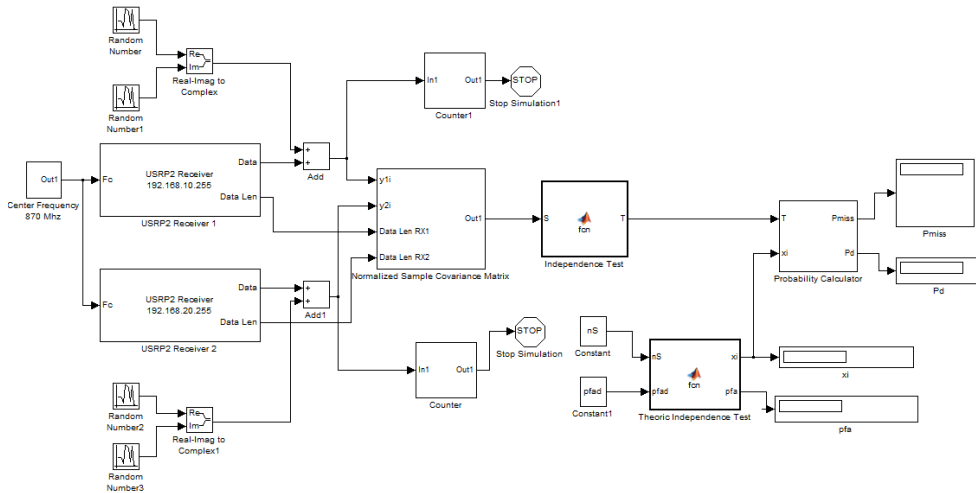 Random
Number
Re
Im
Real-Imag to
Complex
Random
Number1
In1
Out1
Counter1
STOP
Stop Simulation1
Out1
Center Frequency
870 Mhz
Fc
USRP2 Receiver
192.168.10.255
Data
Data Len
USRP2 Receiver 1
+
+
Add
y1i
y2i
Data Len RX1
Data Len RX2
Out1
Normalized Sample Covariance Matrix
S
fcn
T
Independence Test
T
xi
Pmiss
Pd
Probability Calculator
Pmiss
Pd
Fc
USRP2 Receiver
192.168.20.255
Data
Data Len
USRP2 Receiver 2
+
+
Add1
In1
Out1
Counter
STOP
Stop Simulation
nS
Constant
pfad
Constant1
nS
pfad
fcn
xi
pfa
Theoric Independence Test
xi
pfa
Random
Number2
Re
Im
Real-Imag to
Complex1
Random
Number3